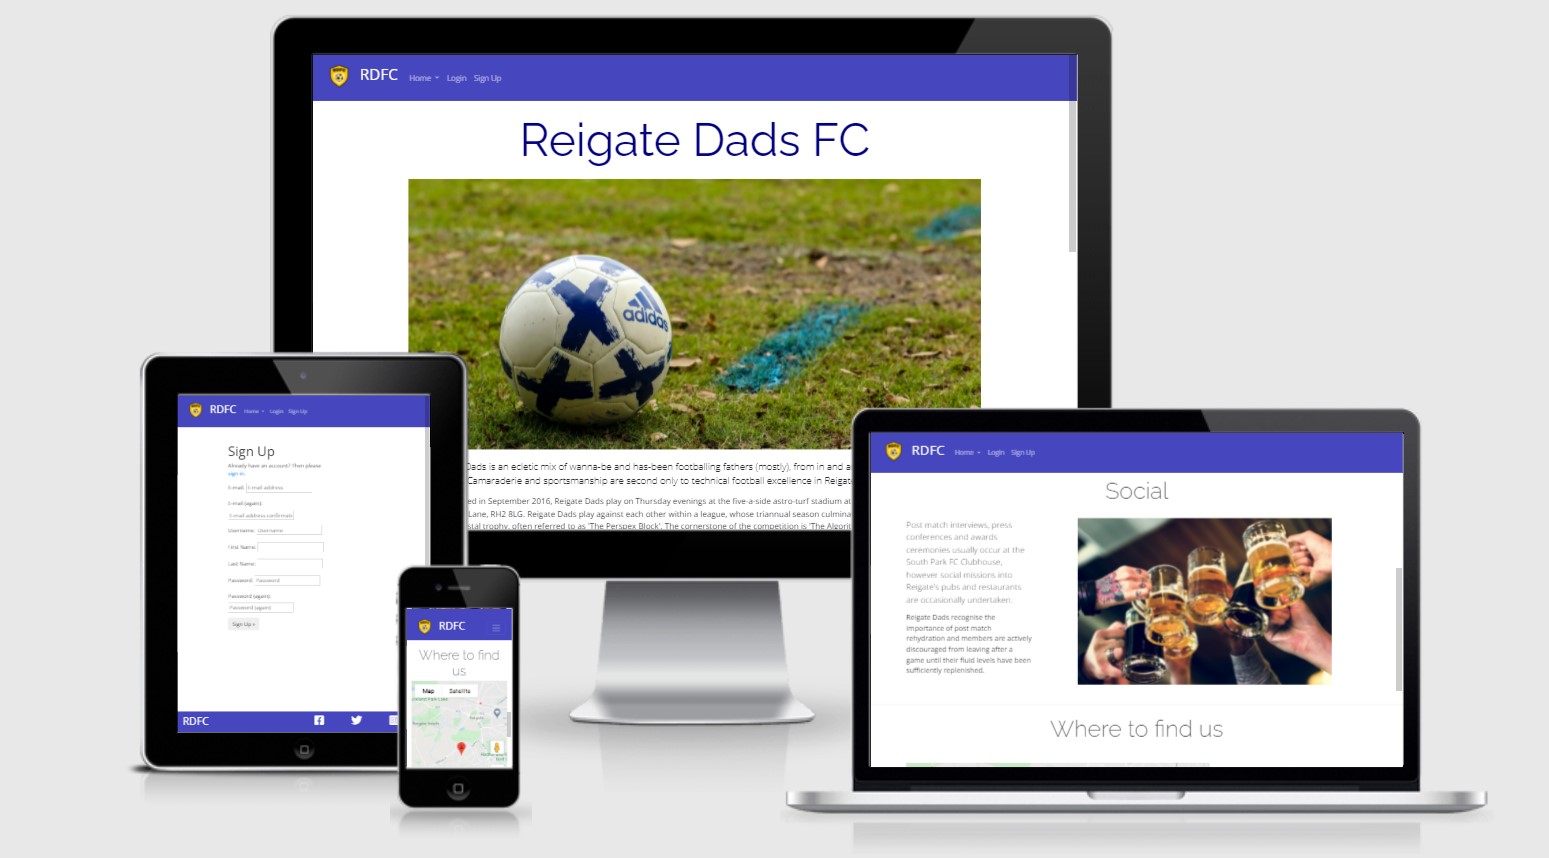 RDFC Home Login Sign Up
Reigate Dads FC
adidas
Dads is an ecletic mix of wanna-be and has-been footballing fathers (mostly), from in and a
Camaraderie and sportsmanship are second only to technical football excellence in Reigat
ed in September 2016, Reigate Dads play on Thursday evenings at the five-a-side astro-turf stadium at
Lane, RH2 8LG. Reigate Dads play against each other within a league, whose triannual season culmina
stal trophy, often referred to as 'The Perspex Block'. The cornerstone of the competition is 'The Algorit
RDFC Home Login Sign Up
Sign Up
Already have an account? Then please
sign in.
E-mail: E-mail address
E-mail (again):
E-mail address confirmatio
Username: Username
First Name:
Last Name:
Password: Password
Password (again):
Password (again)
Sign Up »
RDFC
RDFC
Where to find
us
Map Satellite
Reigate Heath
Reigate
RDFC Home Login Sign Up
Social
Post match interviews, press
conferences and awards
ceremonies usually occur at the
South Park FC Clubhouse,
however social missions into
Reigate's pubs and restaurants
are occasionally undertaken.
Reigate Dads recognise the
importance of post match
rehydration and members are actively
discouraged from leaving after a
game until their fluid levels have been
sufficiently replenished.
Where to find us